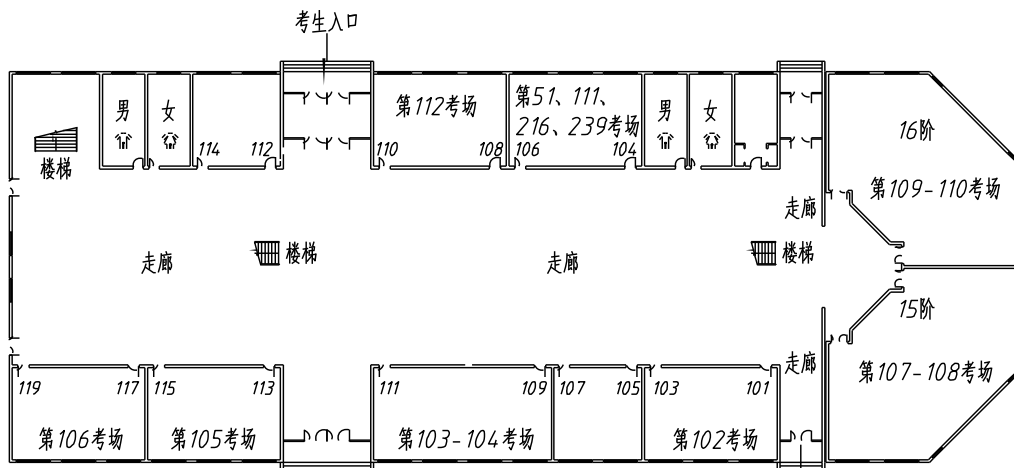 考生入口
男
女
第112考场
第51、111、
216、239考场
男
女
16阶
楼梯
114
112
110
108
106
104
第109-110考场
走廊
走廊
楼梯
走廊
楼梯
15阶
走廊
第107-108考场
119
117
115
113
111
109
107
105
103
101
第106考场
第105考场
第103-104考场
第102考场